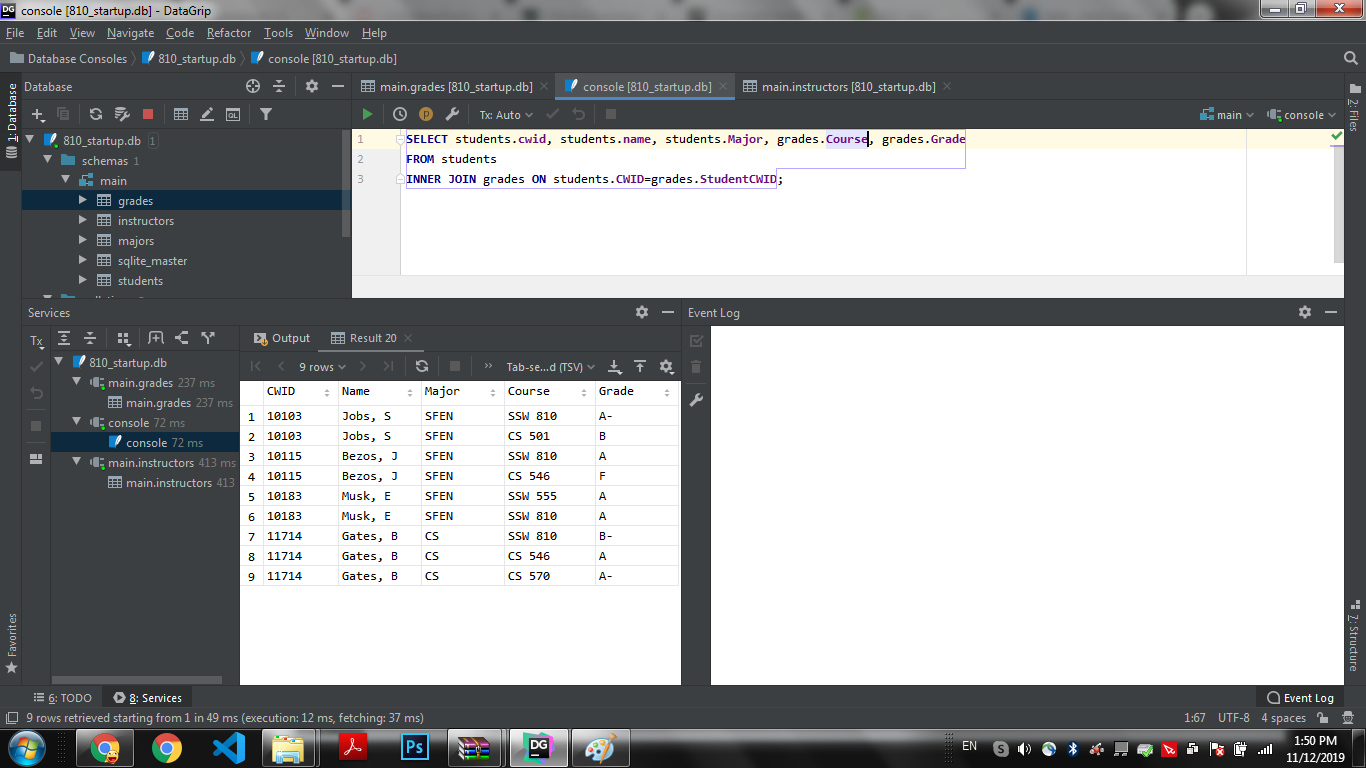 console [810_startup.db] - DataGrip
File Edit View Navigate Code Refactor Tools Window Help
Database Consoles 810_startup.db console [810_startup.db]
1: Database
Database
main.grades [810_startup.db] console [810_startup.db] main.instructors [810_startup.db]
2: Files
Tx: Auto main console
810_startup.db 1
schemas 1
main
grades
instructors
majors
sqlite_master
students
1 SELECT students.cwid, students.name, students.Major, grades.Course, grades.Grade
2 FROM students
3 INNER JOIN grades ON students.CWID=grades.StudentCWID;
Services
Tx
810_startup.db
main.grades 237 ms
main.grades 237 ms
console 72 ms
console 72 ms
main.instructors 413 ms
main.instructors 413
Output Result 20
9 rows Tab-se...d (TSV)
CWID Name Major Course Grade
1 10103 Jobs, S SFEN SSW 810 A-
2 10103 Jobs, S SFEN CS 501 B
3 10115 Bezos, J SFEN SSW 810 A
4 10115 Bezos, J SFEN CS 546 F
5 10183 Musk, E SFEN SSW 555 A
6 10183 Musk, E SFEN SSW 810 A
7 11714 Gates, B CS SSW 810 B-
8 11714 Gates, B CS CS 546 A
9 11714 Gates, B CS CS 570 A-
Event Log
Favorites
7: Structure
6: TODO 8: Services Event Log
9 rows retrieved starting from 1 in 49 ms (execution: 12 ms, fetching: 37 ms) 1:67 UTF-8 4 spaces
Ps DG EN 1:50 PM
11/12/2019